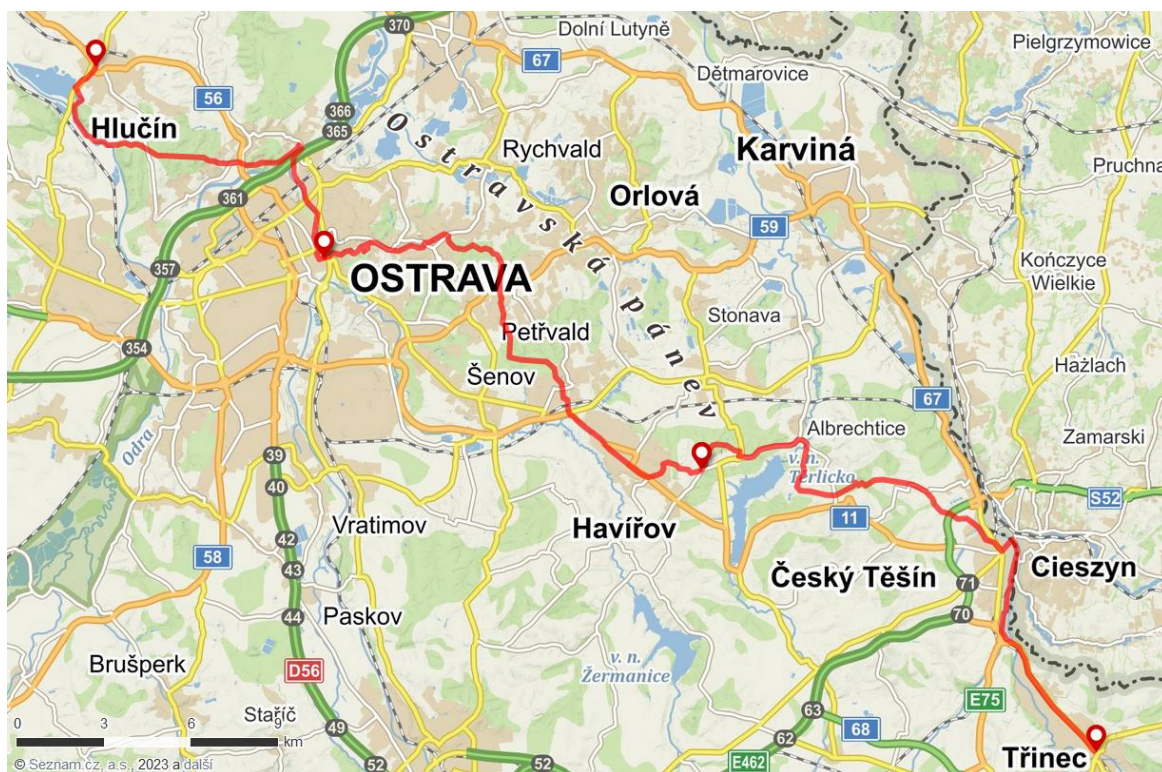 370
Dolní Lutyně
Pielgrzymowice
67
Dětmarovice
56
366
365
Hlučín
Ostravská pánev
Rychvald
Karviná
Pruchna
361
Orlová
59
OSTRAVA
357
Kończyce
Wielkie
354
Petřvald
Stonava
Šenov
Hażlach
67
Odra
39
Albrechtice
Zamarski
40
v. n.
Těrlicko
S52
Vratimov
Havířov
11
42
58
43
Český Těšín
71
Cieszyn
44
Paskov
70
Brušperk
v. n.
Žermanice
D56
E75
0 3 6 9
km
Staříč
49
63
68
62
Třinec
52
52
E462
© Seznam.cz, a.s., 2023 a další